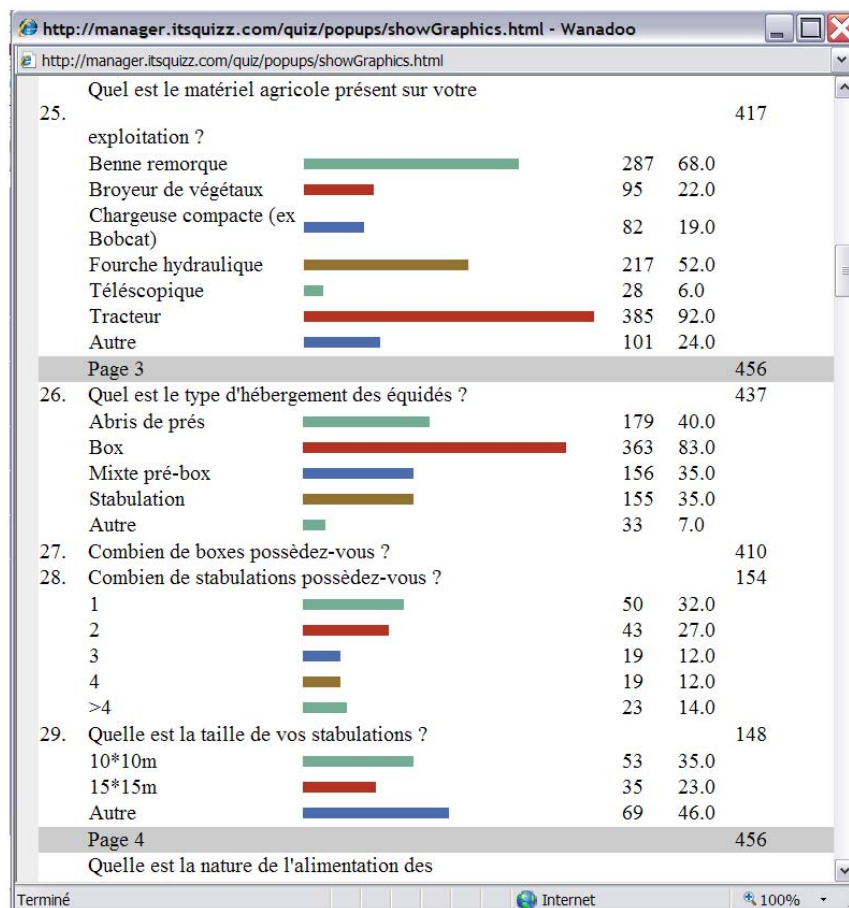 http://manager.itsquizz.com/quiz/popups/showGraphics.html - Wanadoo
http://manager.itsquizz.com/quiz/popups/showGraphics.html
Quel est le matériel agricole présent sur votre
25. 417
exploitation ?
Benne remorque 287 68.0
Broyeur de végétaux 95 22.0
Chargeuse compacte (ex
Bobcat) 82 19.0
Fourche hydraulique 217 52.0
Téléscopique 28 6.0
Tracteur 385 92.0
Autre 101 24.0
Page 3 456
26. Quel est le type d'hébergement des équidés ? 437
Abris de prés 179 40.0
Box 363 83.0
Mixte pré-box 156 35.0
Stabulation 155 35.0
Autre 33 7.0
27. Combien de boxes possèdez-vous ? 410
28. Combien de stabulations possèdez-vous ? 154
1 50 32.0
2 43 27.0
3 19 12.0
4 19 12.0
>4 23 14.0
29. Quelle est la taille de vos stabulations ? 148
10*10m 53 35.0
15*15m 35 23.0
Autre 69 46.0
Page 4 456
Quelle est la nature de l'alimentation des
Terminé Internet 100%